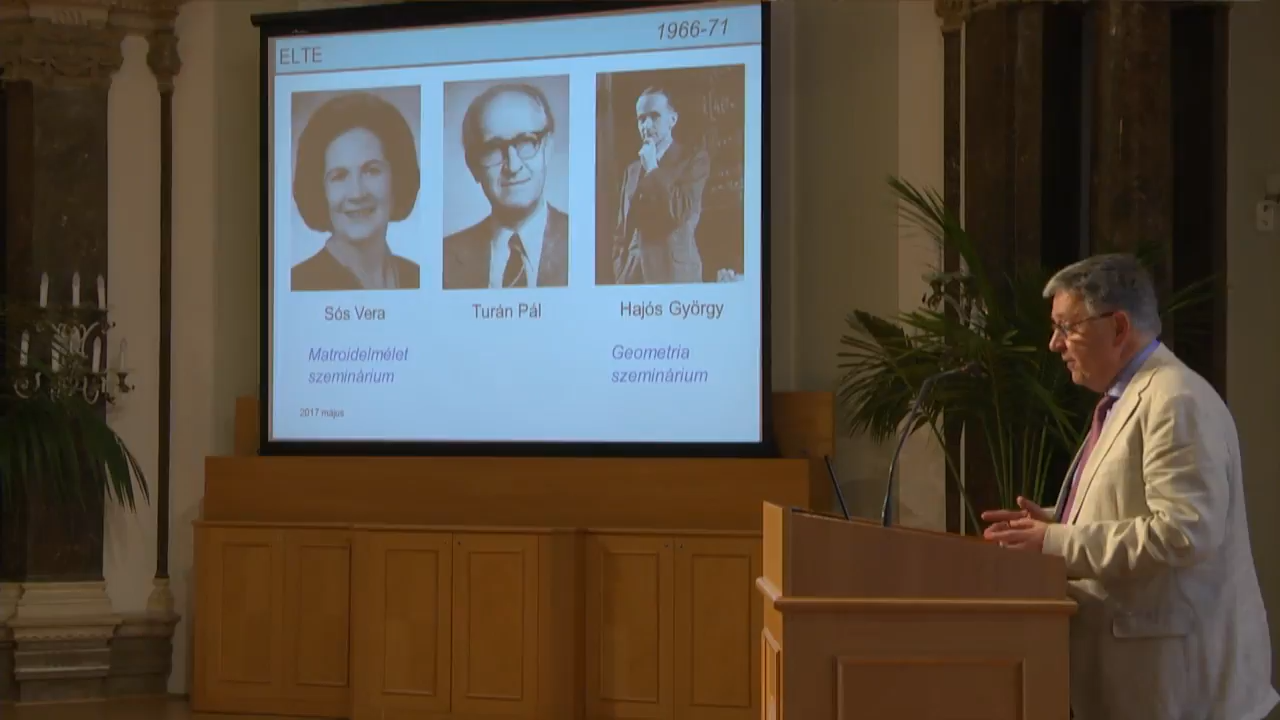 ELTE
1966-71
Sós Vera
Turán Pál
Hajós György
Matroidelmélet
szeminárium
Geometria
szeminárium
2017 május